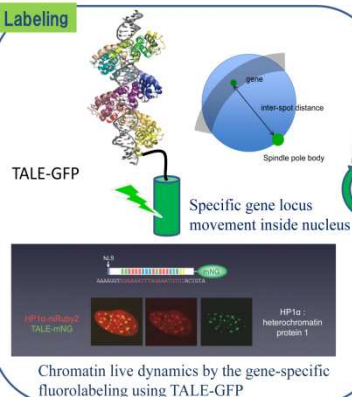 Labeling
gene
inter-spot distance
Spindle pole body
TALE-GFP
Specific gene locus
movement inside nucleus
NLS
mNG
HP1α-mRuby2
TALE-mNG
HP1α :
heterochromatin
protein 1
Chromatin live dynamics by the gene-specific
fluorolabeling using TALE-GFP